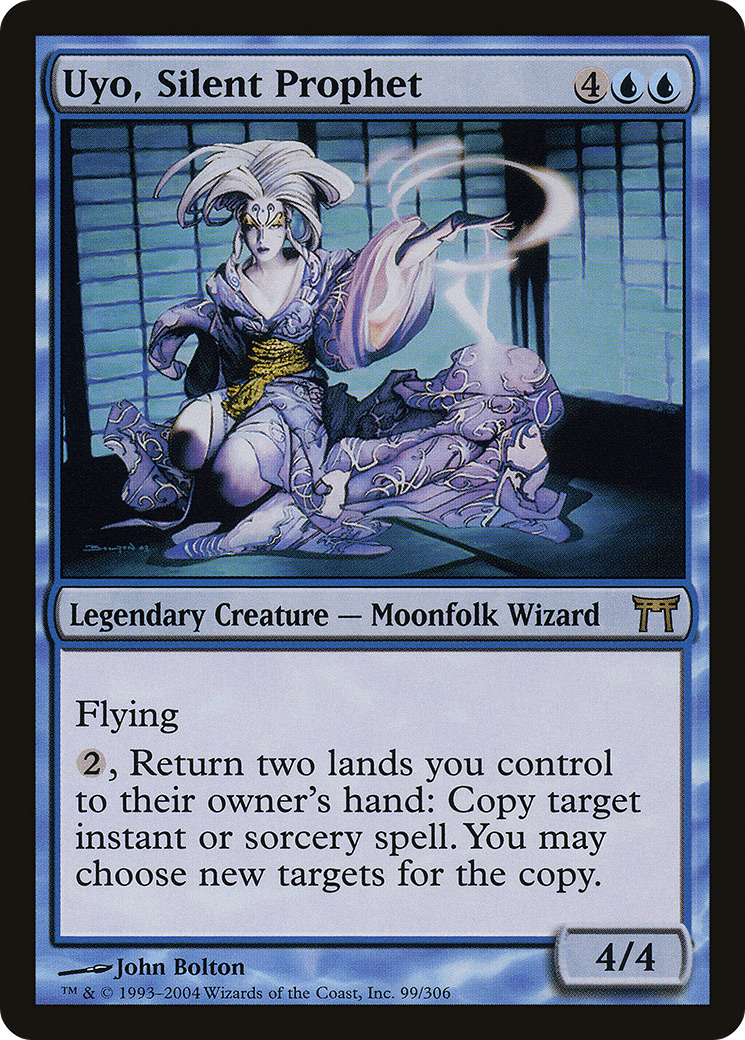 Uyo, Silent Prophet 4
Legendary Creature — Moonfolk Wizard
Flying
2, Return two lands you control
to their owner's hand: Copy target
instant or sorcery spell. You may
choose new targets for the copy.
4/4
John Bolton
™ & © 1993–2004 Wizards of the Coast, Inc. 99/306